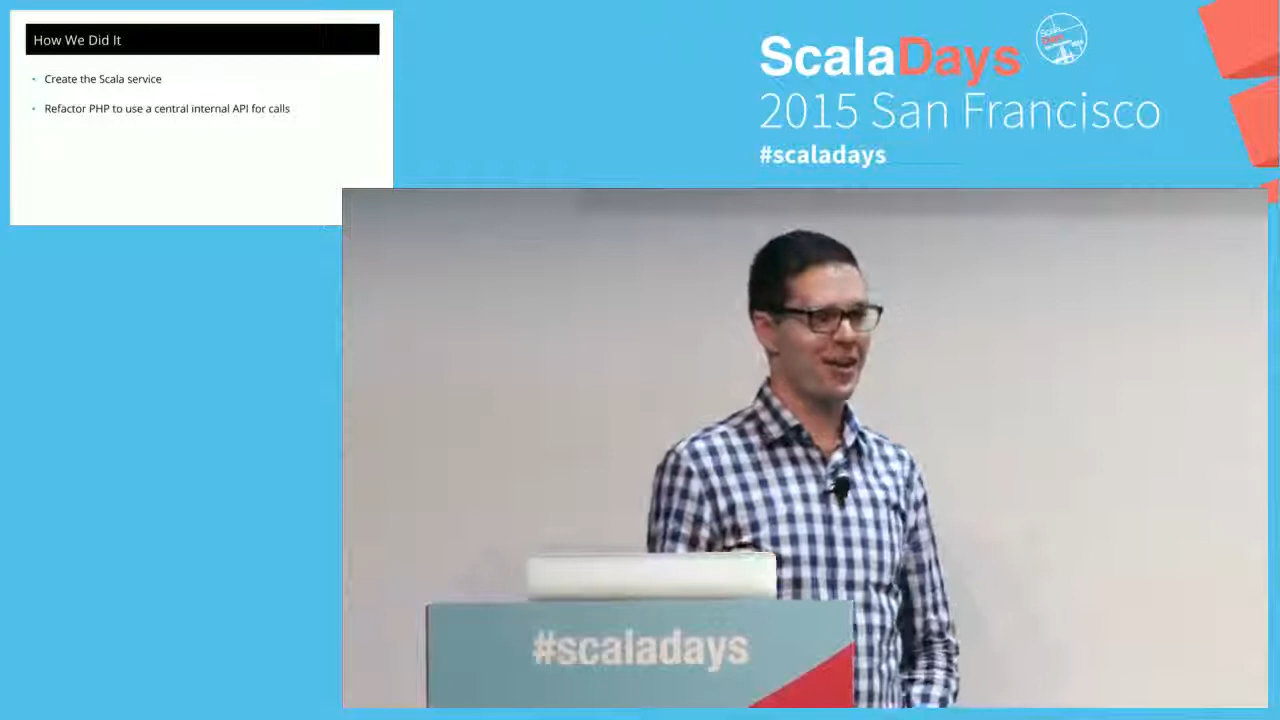 How We Did It
• Create the Scala service
• Refactor PHP to use a central internal API for calls
ScalaDays
2015 San Francisco
#scaladays
#scaladays